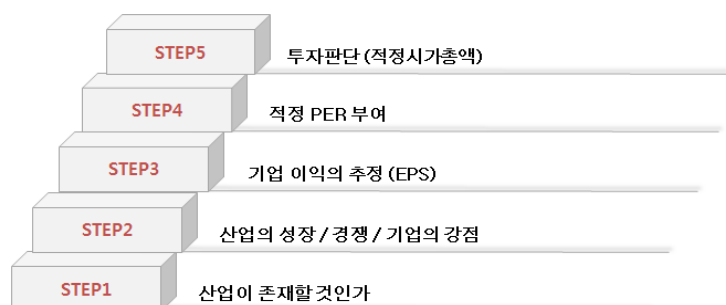 STEP5 투자판단 (적정시가총액)
STEP4 적정 PER 부여
STEP3 기업 이익의 추정 (EPS)
STEP2 산업의 성장 / 경쟁 / 기업의 강점
STEP1 산업이 존재할것인가